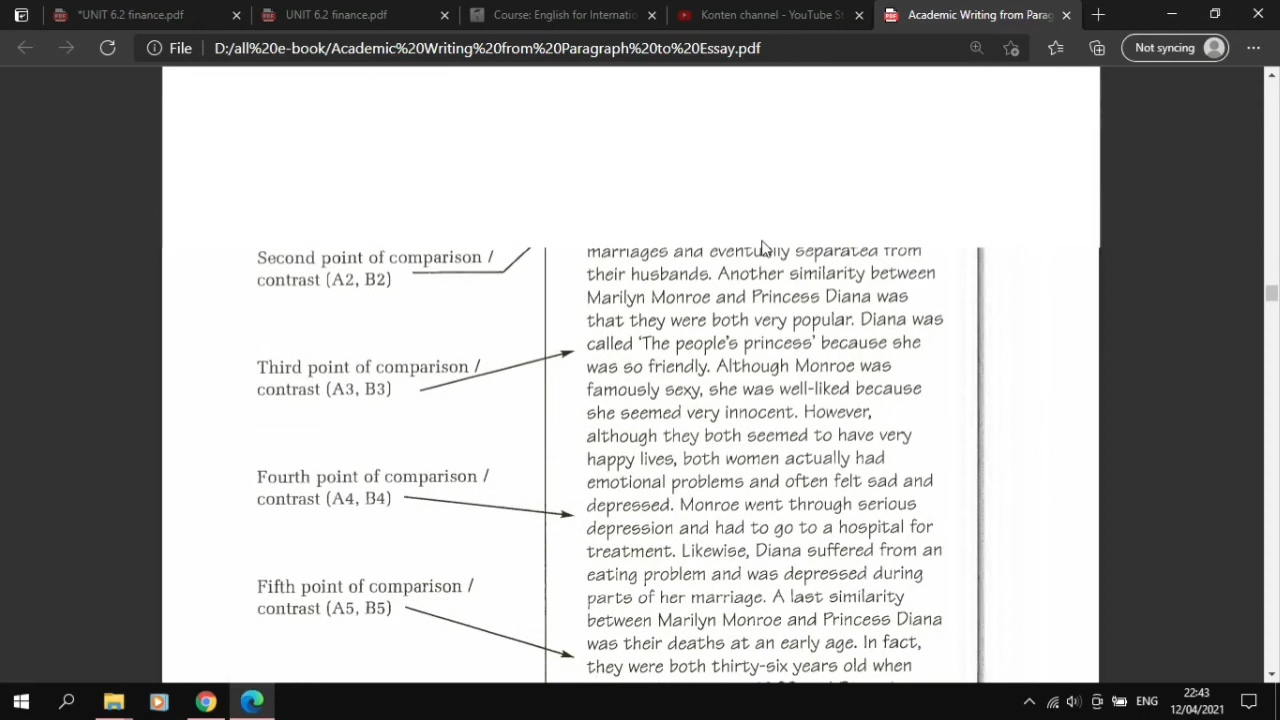 *UNIT 6.2 finance.pdf
UNIT 6.2 finance.pdf
Course: English for Internatio
Konten channel - YouTube S
Academic Writing from Parag
File
D:/all%20e-book/Academic%20Writing%20from%20Paragraph%20to%20Essay.pdf
Not syncing
Second point of comparison /
contrast (A2, B2)
Third point of comparison /
contrast (A3, B3)
Fourth point of comparison /
contrast (A4, B4)
Fifth point of comparison /
contrast (A5, B5)
marriages and eventually separated from
their husbands. Another similarity between
Marilyn Monroe and Princess Diana was
that they were both very popular. Diana was
called 'The people's princess' because she
was so friendly. Although Monroe was
famously sexy, she was well-liked because
she seemed very innocent. However,
although they both seemed to have very
happy lives, both women actually had
emotional problems and often felt sad and
depressed. Monroe went through serious
depression and had to go to a hospital for
treatment. Likewise, Diana suffered from an
eating problem and was depressed during
parts of her marriage. A last similarity
between Marilyn Monroe and Princess Diana
was their deaths at an early age. In fact,
they were both thirty-six years old when
ENG
22:43
12/04/2021